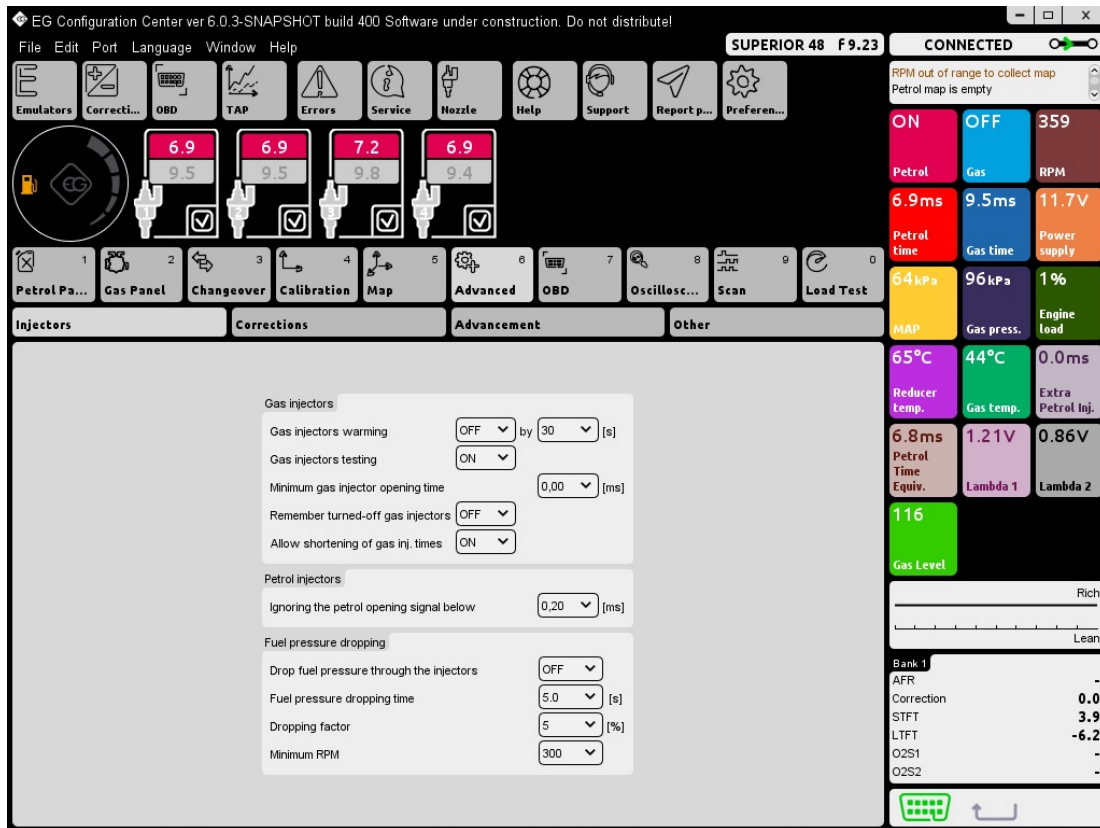 EG Configuration Center ver 6.0.3-SNAPSHOT build 400 Software under construction. Do not distribute!
File Edit Port Language Window Help
SUPERIOR 48 F 9.23
CONNECTED
Emulators
Correcti...
OBD
TAP
Errors
Service
Nozzle
Help
Support
Report p...
Preferen...
RPM out of range to collect map
Petrol map is empty
EG
6.9
9.5
1
6.9
9.5
2
7.2
9.8
3
6.9
9.4
4
Petrol Pa... 1
Gas Panel 2
Changeover 3
Calibration 4
Map 5
Advanced 6
OBD 7
Oscillosc... 8
Scan 9
Load Test 0
Injectors
Corrections
Advancement
Other
Gas injectors
Gas injectors warming OFF by 30 [s]
Gas injectors testing ON
Minimum gas injector opening time 0,00 [ms]
Remember turned-off gas injectors OFF
Allow shortening of gas inj. times ON
Petrol injectors
Ignoring the petrol opening signal below 0,20 [ms]
Fuel pressure dropping
Drop fuel pressure through the injectors OFF
Fuel pressure dropping time 5.0 [s]
Dropping factor 5 [%]
Minimum RPM 300
ON
Petrol
OFF
Gas
359
RPM
6.9ms
Petrol
time
9.5ms
Gas time
11.7V
Power
supply
64kPa
MAP
96kPa
Gas press.
1%
Engine
load
65°C
Reducer
temp.
44°C
Gas temp.
0.0ms
Extra
Petrol Inj.
6.8ms
Petrol
Time
Equiv.
1.21V
Lambda 1
0.86V
Lambda 2
116
Gas Level
Rich
Lean
Bank 1
AFR -
Correction 0.0
STFT 3.9
LTFT -6.2
O2S1 -
O2S2 -